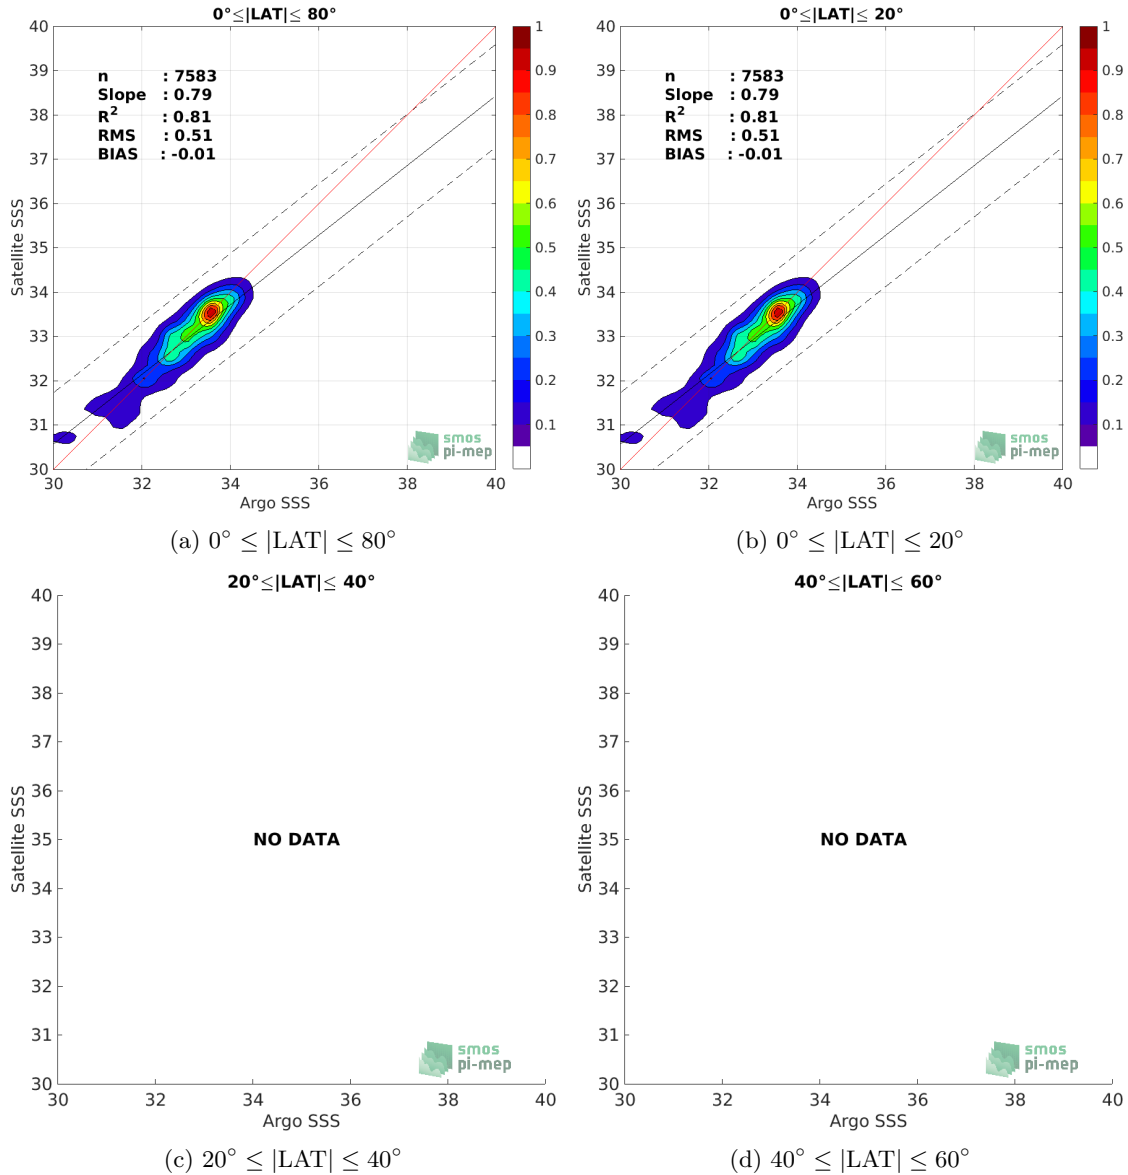 0°≤|LAT|≤ 80°
40
39
38
37
36
35
34
33
32
31
30
Satellite SSS
n : 7583
Slope : 0.79
R² : 0.81
RMS : 0.51
BIAS : -0.01
smos
pi-mep
30 32 34 36 38 40
Argo SSS
1
0.9
0.8
0.7
0.6
0.5
0.4
0.3
0.2
0.1
(a) 0° ≤ |LAT| ≤ 80°
0°≤|LAT|≤ 20°
40
39
38
37
36
35
34
33
32
31
30
Satellite SSS
n : 7583
Slope : 0.79
R² : 0.81
RMS : 0.51
BIAS : -0.01
smos
pi-mep
30 32 34 36 38 40
Argo SSS
1
0.9
0.8
0.7
0.6
0.5
0.4
0.3
0.2
0.1
(b) 0° ≤ |LAT| ≤ 20°
20°≤|LAT|≤ 40°
40
39
38
37
36
35
34
33
32
31
30
Satellite SSS
NO DATA
smos
pi-mep
30 32 34 36 38 40
Argo SSS
(c) 20° ≤ |LAT| ≤ 40°
40°≤|LAT|≤ 60°
40
39
38
37
36
35
34
33
32
31
30
Satellite SSS
NO DATA
smos
pi-mep
30 32 34 36 38 40
Argo SSS
(d) 40° ≤ |LAT| ≤ 60°